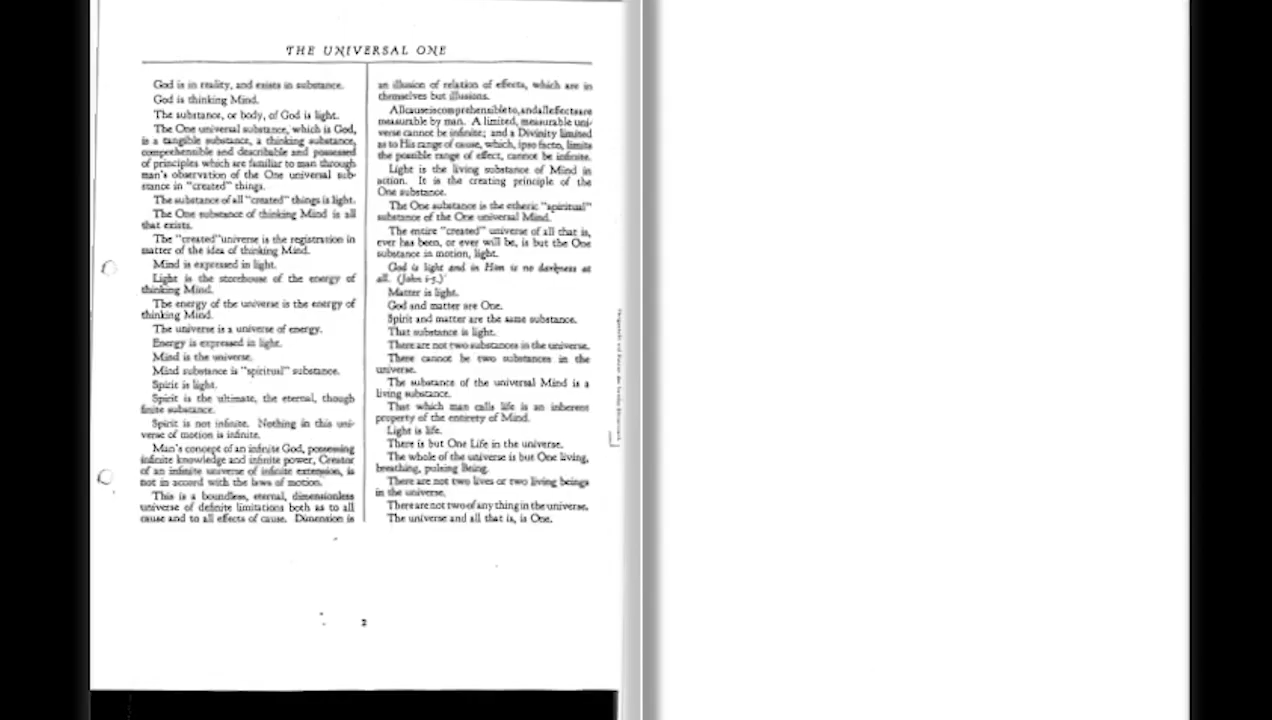 THE UNIVERSAL ONE
God is in reality, and exists in substance.
God is thinking Mind.
The substance, or body, of God is light.
The One universal substance, which is God,
is a tangible substance, a thinking substance,
comprehensible and describable and possessed
of principles which are familiar to man through
man's observation of the One universal sub-
stance in "created" things.
The substance of all "created" things is light.
The One substance of thinking Mind is all
that exists.
The "created" universe is the registration in
matter of the idea of thinking Mind.
Mind is expressed in light.
Light is the storehouse of the energy of
thinking Mind.
The energy of the universe is the energy of
thinking Mind.
The universe is a universe of energy.
Energy is expressed in light.
Mind is the universe.
Mind substance is "spiritual" substance.
Spirit is light.
Spirit is the ultimate, the eternal, though
finite substance.
Spirit is not infinite. Nothing in this uni-
verse of motion is infinite.
Man's concept of an infinite God, possessing
infinite knowledge and infinite power, Creator
of an infinite universe of infinite extension, is
not in accord with the laws of motion.
This is a boundless, eternal, dimensionless
universe of definite limitations both as to all
cause and to all effects of cause. Dimension is
an illusion of relation of effects, which are in
themselves but illusions.
All cause is comprehensible to, and all effects are
measurable by man. A limited, measurable uni-
verse cannot be infinite; and a Divinity limited
as to His range of cause, which, ipso facto, limits
the possible range of effect, cannot be infinite.
Light is the living substance of Mind in
action. It is the creating principle of the
One substance.
The One substance is the etheric "spiritual"
substance of the One universal Mind.
The entire "created" universe of all that is,
ever has been, or ever will be, is but the One
substance in motion, light.
God is light and in Him is no darkness at
all. (John 1-5.)
Matter is light.
God and matter are One.
Spirit and matter are the same substance.
That substance is light.
There are not two substances in the universe.
There cannot be two substances in the
universe.
The substance of the universal Mind is a
living substance.
That which man calls life is an inherent
property of the entirety of Mind.
Light is life.
There is but One Life in the universe.
The whole of the universe is but One living,
breathing, pulsing Being.
There are not two lives or two living beings
in the universe.
There are not two of any thing in the universe.
The universe and all that is, is One.
2